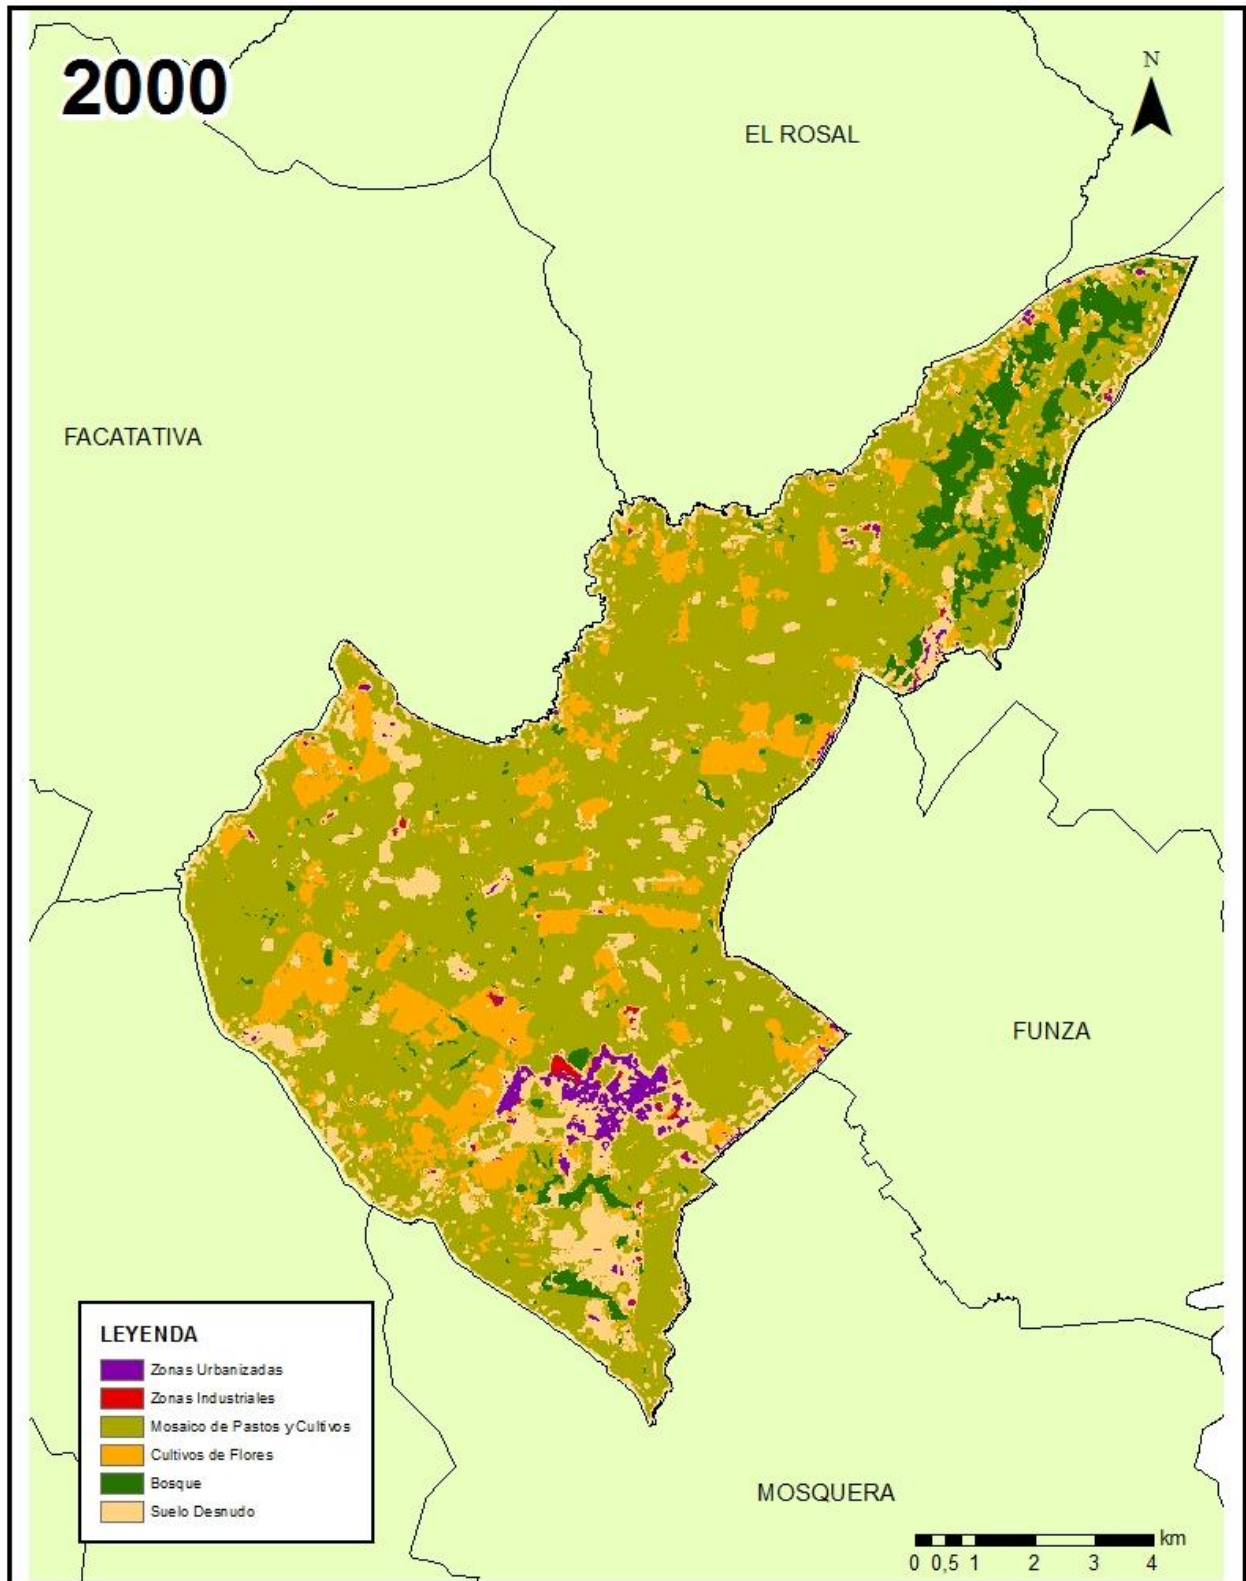 2000
N
EL ROSAL
FACATATIVA
FUNZA
LEYENDA
Zonas Urbanizadas
Zonas Industriales
Mosaico de Pastos y Cultivos
Cultivos de Flores
Bosque
Suelo Desnudo
MOSQUERA
km
0 0,5 1 2 3 4